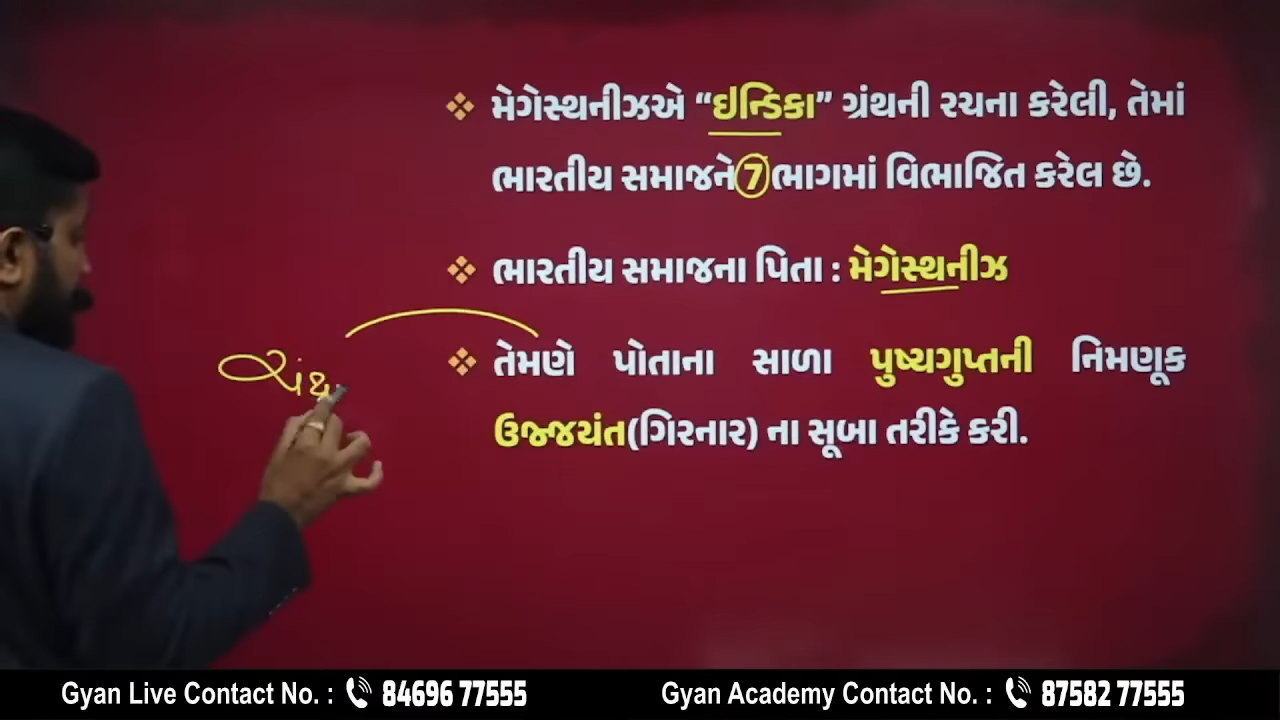 ❖ મેગેસ્થનીઝએ “ઇન્ડિકા” ગ્રંથની રચના કરેલી, તેમાં
ભારતીય સમાજને 7 ભાગમાં વિભાજિત કરેલ છે.
❖ ભારતીય સમાજના પિતા : મેગેસ્થનીઝ
❖ તેમણે પોતાના સાળા પુષ્યગુપ્તની નિમણૂક
ઉજ્જયંત(ગિરનાર) ના સૂબા તરીકે કરી.
Gyan Live Contact No. : 84696 77555
Gyan Academy Contact No. : 87582 77555